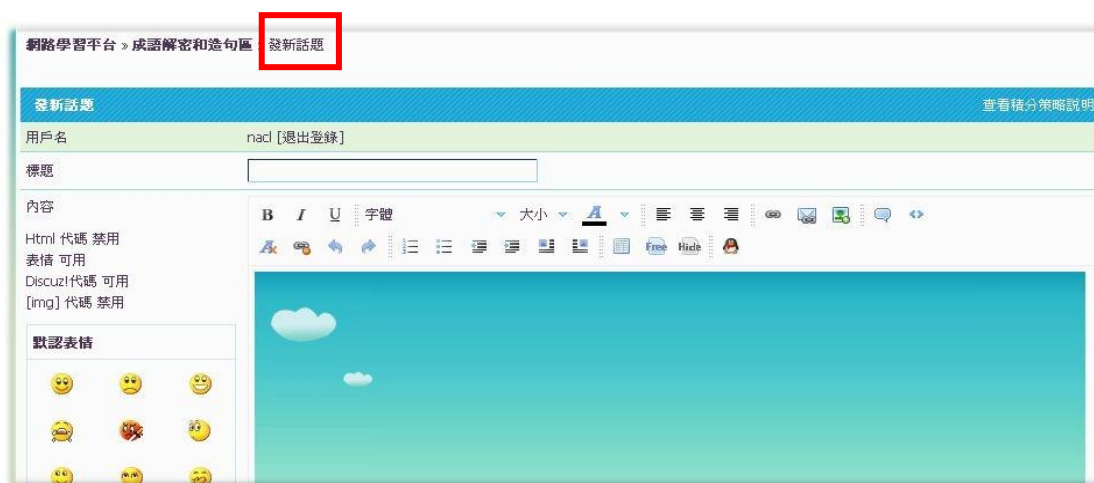 網路學習平台 » 成語解密和造句區 » 發新話題
發新話題
查看積分策略說明
用戶名
nacl [退出登錄]
標題
內容
B I U 字體 大小 A
Html 代碼 禁用
表情 可用
Discuz!代碼 可用
[img] 代碼 禁用
Free Hide
默認表情